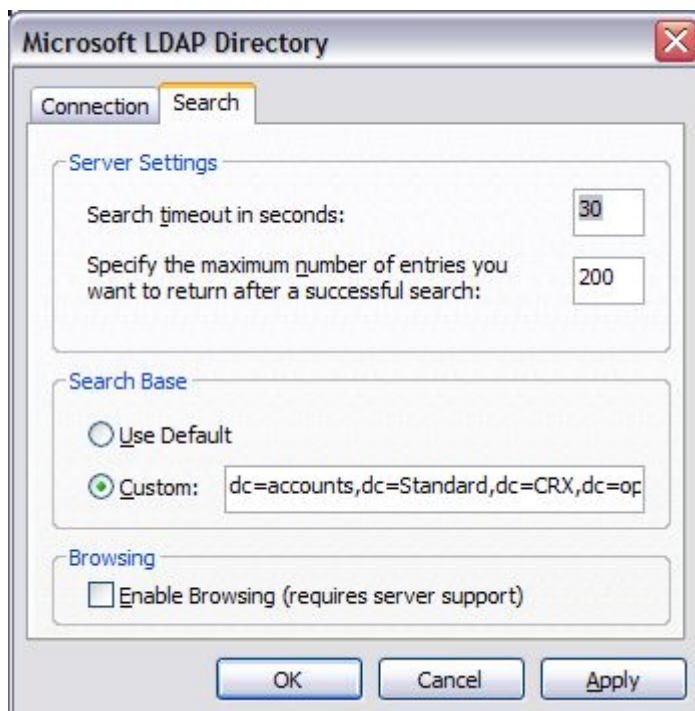 Microsoft LDAP Directory
Connection
Search
Server Settings
Search timeout in seconds:
30
Specify the maximum number of entries you
want to return after a successful search:
200
Search Base
Use Default
Custom:
dc=accounts,dc=Standard,dc=CRX,dc=op
Browsing
Enable Browsing (requires server support)
OK
Cancel
Apply